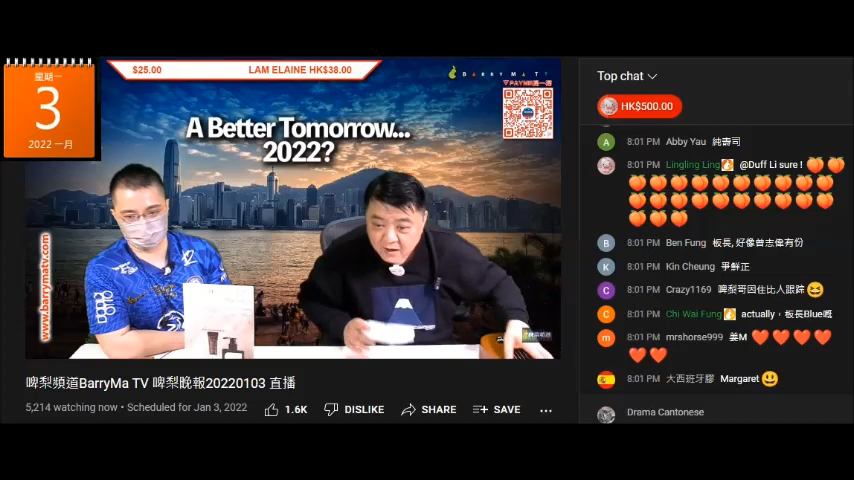 星期一
3
2022 一月
$25.00 LAM ELAINE HK$38.00
BARRYMATV
A Better Tomorrow...
2022?
www.barrymatv.com
啤梨頻道BarryMa TV 啤梨晚報20220103 直播
5,214 watching now • Scheduled for Jan 3, 2022
1.6K DISLIKE SHARE SAVE
Top chat
HK$500.00
8:01 PM Abby Yau 純壽司
8:01 PM Lingling Ling @Duff Li sure !
8:01 PM Ben Fung 板長, 好像曾志偉有份
8:01 PM Kin Cheung 爭鮮正
8:01 PM Crazy1169 啤梨哥因住比人跟踪
8:01 PM Chi Wai Fung actually，板長Blue嘅
8:01 PM mrshorse999 姜M
8:01 PM 大西班牙膠 Margaret
Drama Cantonese